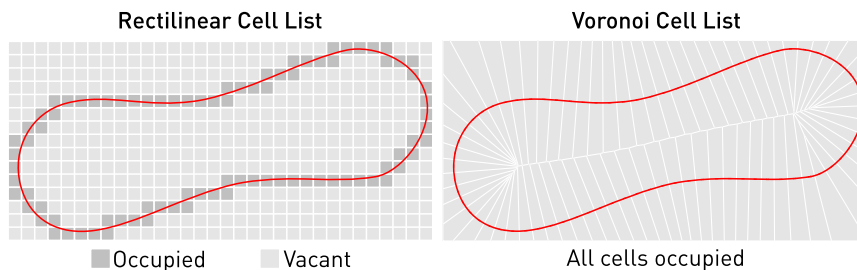 Rectilinear Cell List
Voronoi Cell List
Occupied
Vacant
All cells occupied